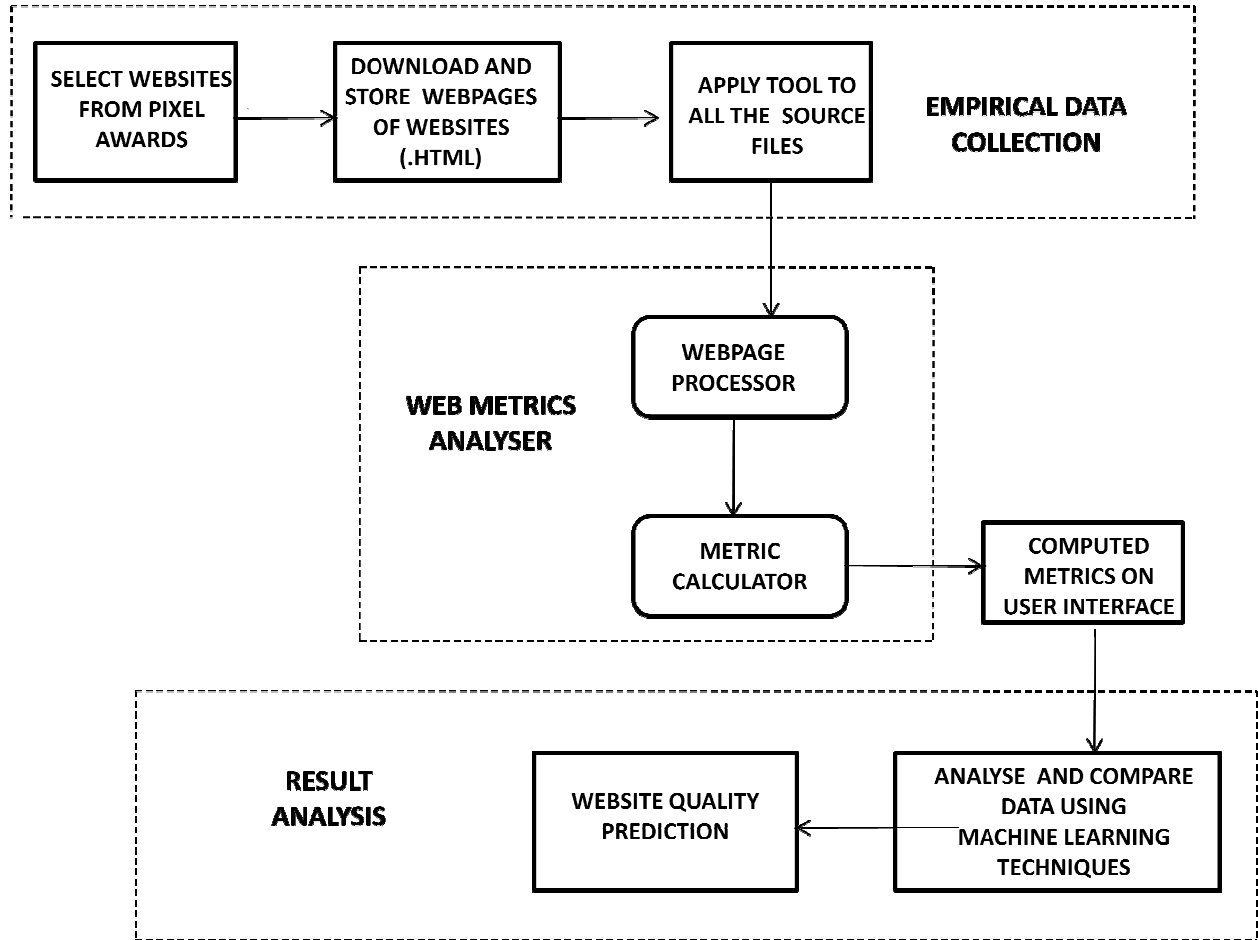 SELECT WEBSITES
FROM PIXEL
AWARDS
DOWNLOAD AND
STORE WEBPAGES
OF WEBSITES
(.HTML)
APPLY TOOL TO
ALL THE SOURCE
FILES
EMPIRICAL DATA
COLLECTION
WEBPAGE
PROCESSOR
WEB METRICS
ANALYSER
METRIC
CALCULATOR
COMPUTED
METRICS ON
USER INTERFACE
RESULT
ANALYSIS
WEBSITE QUALITY
PREDICTION
ANALYSE AND COMPARE
DATA USING
MACHINE LEARNING
TECHNIQUES